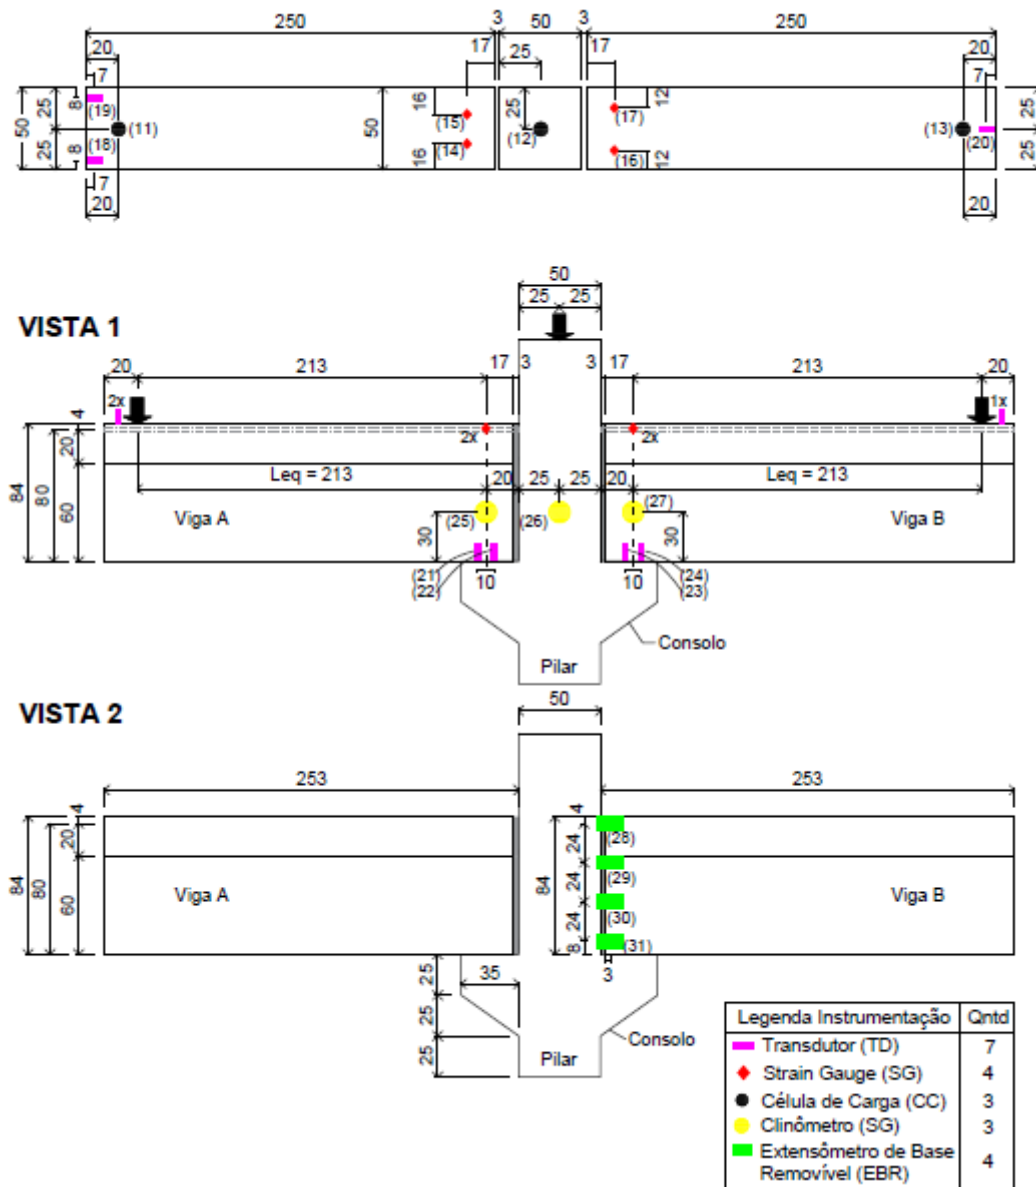 250 3 50 3 250
20 17 25 17 20
7 7
50 25 8 (19) (11) 50 16 (15) 25 (12) (17) 12 (13) (20) 25
25 8 (18) 16 (14) (16) 12 25
7
20 20
50
25 25
VISTA 1
20 213 17 3 3 17 213 20
2x 1x
4 2x 2x
84 80 20 Leq = 213 20 25 25 20 Leq = 213
60 Viga A 30 (25) (26) (27) 30 Viga B
(21) (24)
(22) 10 10 (23)
Consolo
Pilar
VISTA 2
50
253 253
4 4
84 80 20 84 24 (28)
24 (29)
60 Viga A 24 (30) Viga B
8 (31)
35 3
25
25 Consolo
25 Pilar
Legenda Instrumentação Qntd
Transdutor (TD) 7
Strain Gauge (SG) 4
Célula de Carga (CC) 3
Clinômetro (SG) 3
Extensômetro de Base
Removível (EBR) 4